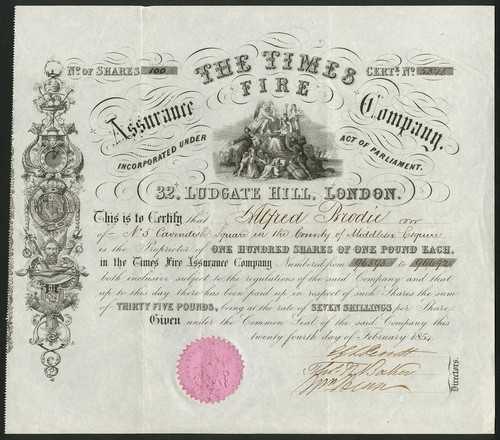 No. OF SHARES 100
CERTe. No.
THE TIMES
FIRE
Assurance Company.
INCORPORATED UNDER ACT OF PARLIAMENT.
32, LUDGATE HILL, LONDON.
This is to Certify that Alfred Brodie
of No 5 Cavendish Square in the County of Middlesex Esquire
is the Proprietor of ONE HUNDRED SHARES OF ONE POUND EACH,
in the Times Fire Assurance Company Numbered from 96593 to 96692
both inclusive subject to the regulations of the said Company and that
up to this day there has been paid up in respect of such Shares the sum
of THIRTY FIVE POUNDS, being at the rate of SEVEN SHILLINGS per Share
Given under the Common Seal of the said Company this
twenty fourth day of February 1854.
Thos. Baker
Directors.